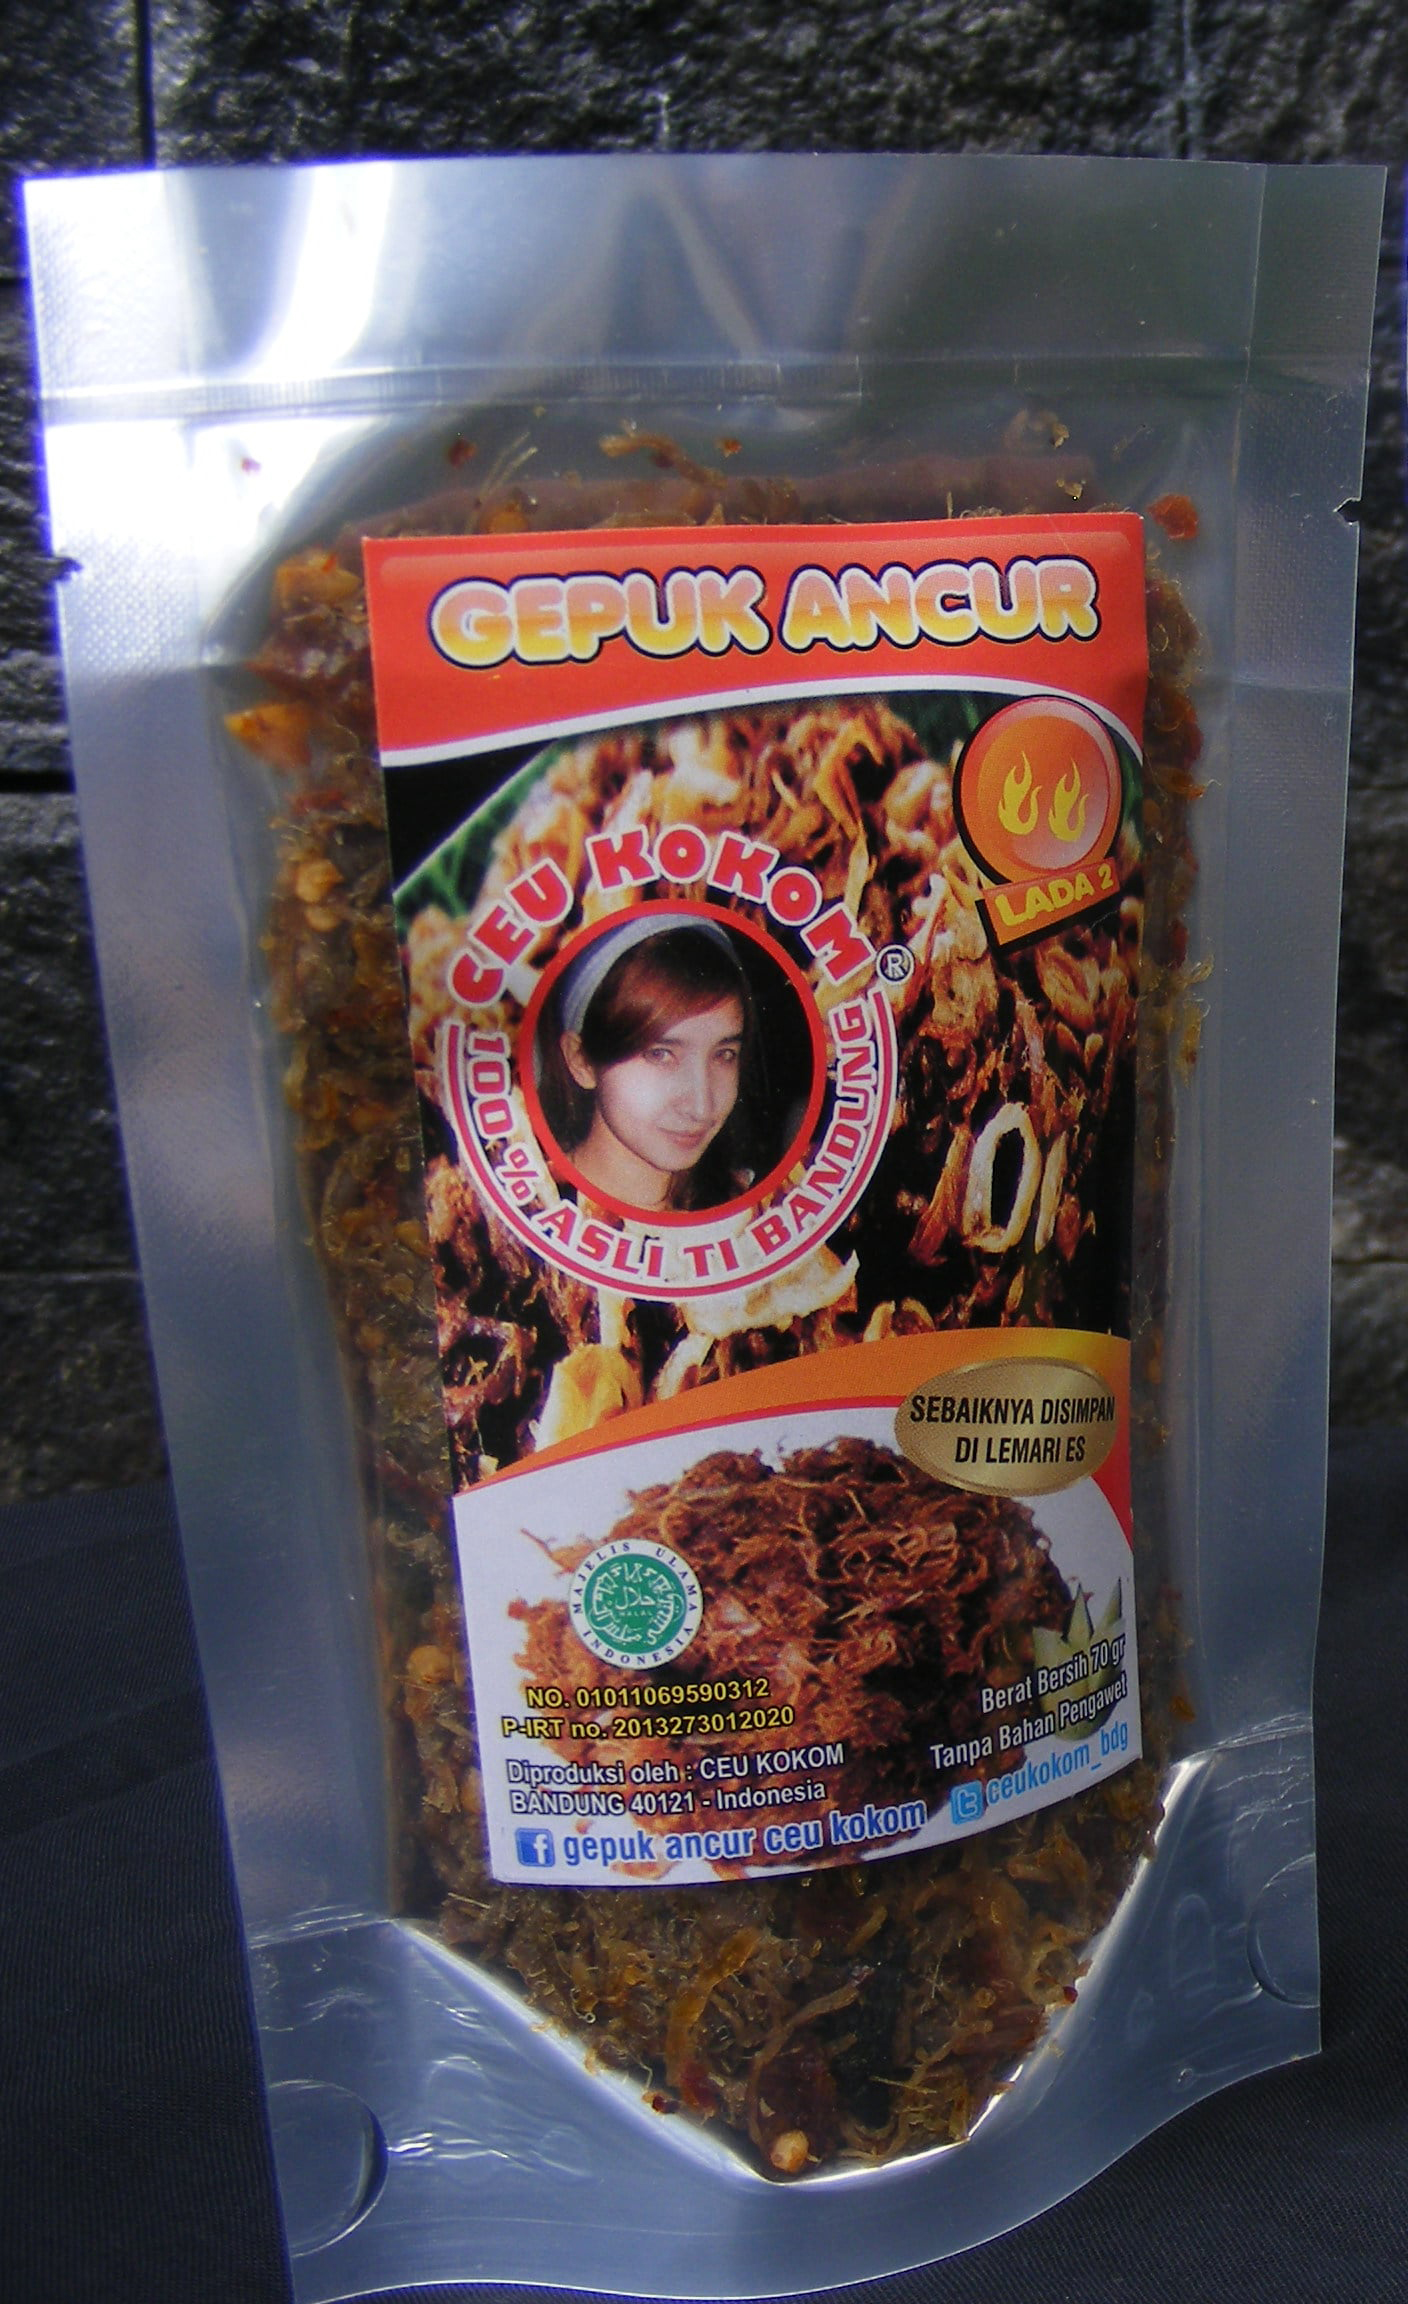 GEPUK ANCUR
LADA 2
CEU KOKOM ®
100 % ASLI TI BANDUNG
SEBAIKNYA DISIMPAN
DI LEMARI ES
MAJELIS ULAMA INDONESIA
حلال
HALAL
NO. 01011069590312
P-IRT no. 2013273012020
Diproduksi oleh : CEU KOKOM
BANDUNG 40121 - Indonesia
gepuk ancur ceu kokom
Berat Bersih 70 gr
Tanpa Bahan Pengawet
ceukokom_bdg